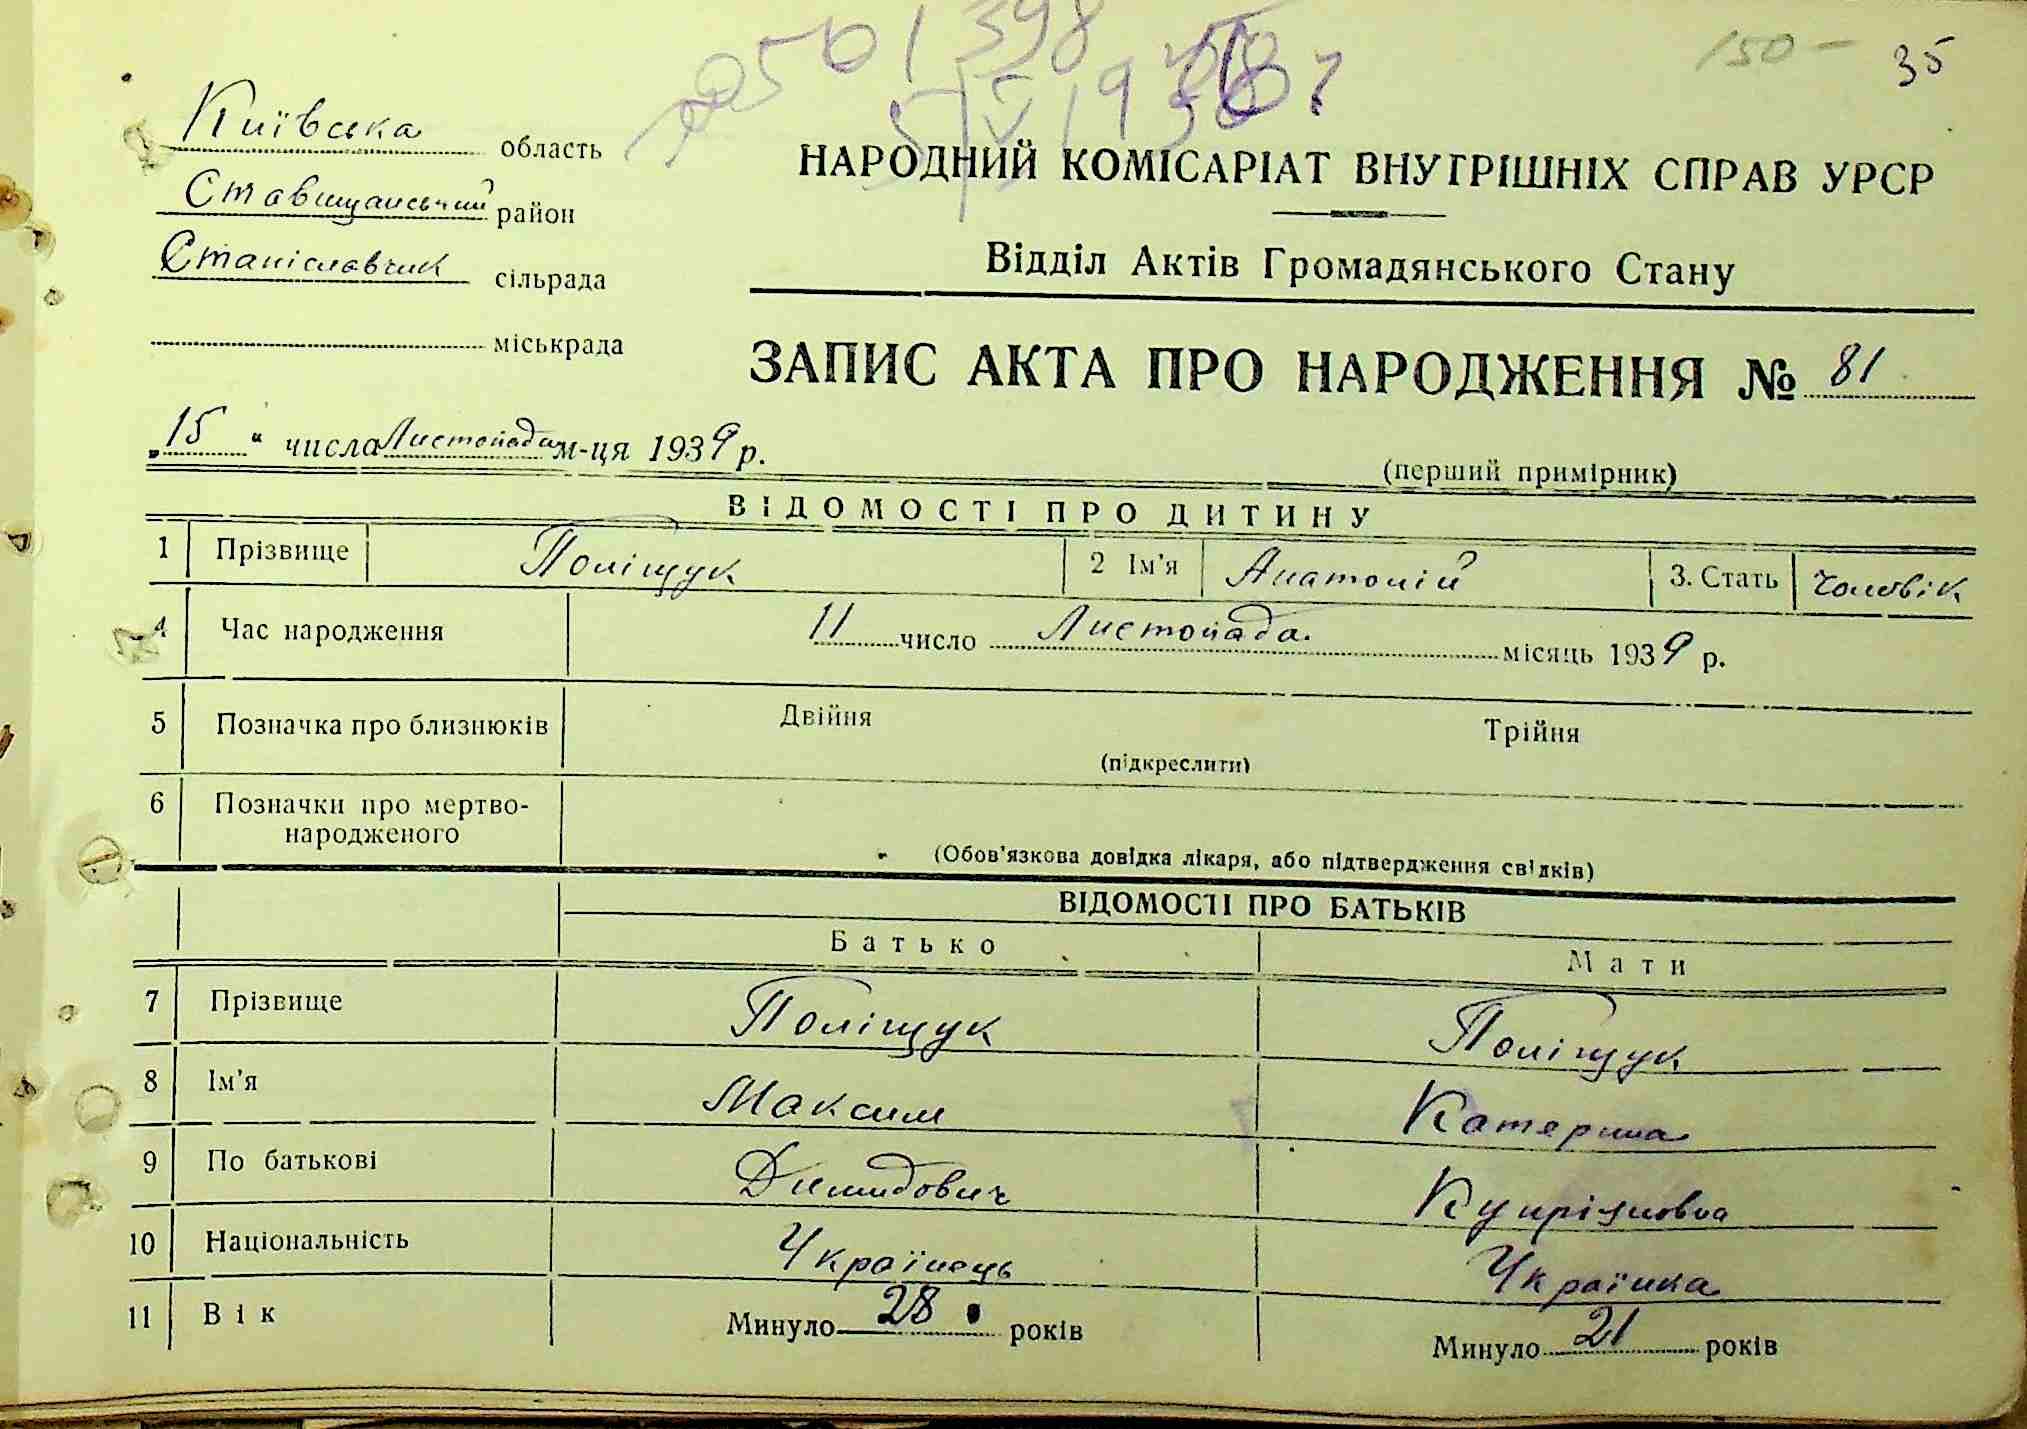 150 - 35
Київська область
Ставищанський район
Станіславчик сільрада
міськрада
НАРОДНИЙ КОМІСАРІАТ ВНУТРІШНІХ СПРАВ УРСР
Відділ Актів Громадянського Стану
ЗАПИС АКТА ПРО НАРОДЖЕННЯ № 81
„15“ числа Листопада м-ця 1939 р.
(перший примірник)
ВІДОМОСТІ ПРО ДИТИНУ
1 Прізвище Поліщук 2 Ім'я Анатолій 3. Стать чоловік
4 Час народження 11 число Листопада місяць 1939 р.
5 Позначка про близнюків Двійня Трійня
(підкреслити)
6 Позначки про мертво-
народженого
(Обов'язкова довідка лікаря, або підтвердження свідків)
ВІДОМОСТІ ПРО БАТЬКІВ
Батько Мати
7 Прізвище Поліщук Поліщук
8 Ім'я Максим Катерина
9 По батькові Димидович Купріяновна
10 Національність Українець Українка
11 Вік Минуло 28 років Минуло 21 років